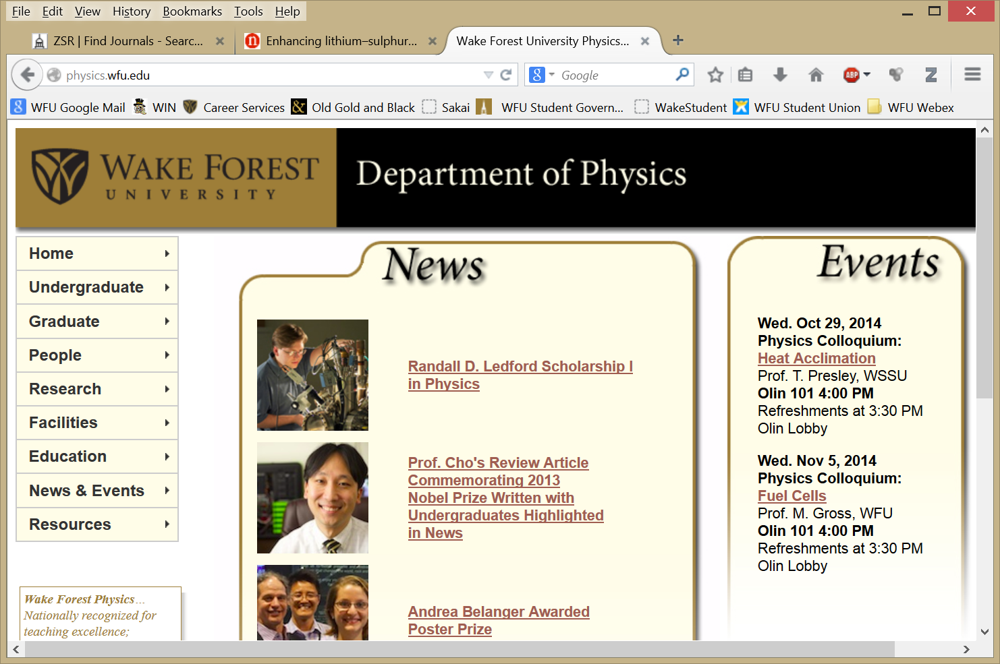 File Edit View History Bookmarks Tools Help
ZSR | Find Journals - Searc...
Enhancing lithium–sulphur...
Wake Forest University Physics...
physics.wfu.edu
Google
ABP
WFU Google Mail
WIN
Career Services
Old Gold and Black
Sakai
WFU Student Govern...
WakeStudent
WFU Student Union
WFU Webex
WAKE FOREST
UNIVERSITY
Department of Physics
Home
Undergraduate
Graduate
People
Research
Facilities
Education
News & Events
Resources
Wake Forest Physics...
Nationally recognized for
teaching excellence;
News
Randall D. Ledford Scholarship I
in Physics
Prof. Cho's Review Article
Commemorating 2013
Nobel Prize Written with
Undergraduates Highlighted
in News
Andrea Belanger Awarded
Poster Prize
Events
Wed. Oct 29, 2014
Physics Colloquium:
Heat Acclimation
Prof. T. Presley, WSSU
Olin 101 4:00 PM
Refreshments at 3:30 PM
Olin Lobby
Wed. Nov 5, 2014
Physics Colloquium:
Fuel Cells
Prof. M. Gross, WFU
Olin 101 4:00 PM
Refreshments at 3:30 PM
Olin Lobby